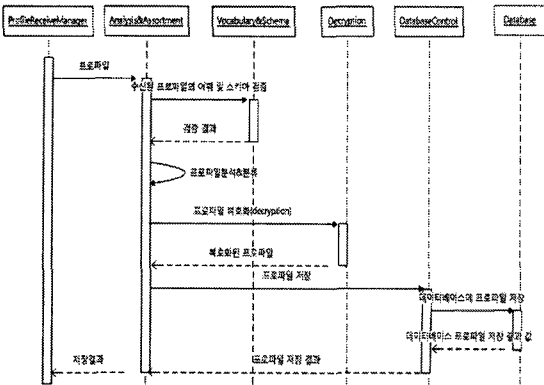 ProfileReceiveManager
Analysis&Assortment
Vocabulary&Schema
Decryption
DatabaseControl
Database
프로파일
수신된 프로파일의 어휘 및 스키마 검증
검증 결과
프로파일분석&분류
프로파일 복호화(decryption)
복호화된 프로파일
프로파일 저장
데이터베이스에 프로파일 저장
데이터베이스 프로파일 저장 결과 값
프로파일 저장 결과
저장결과